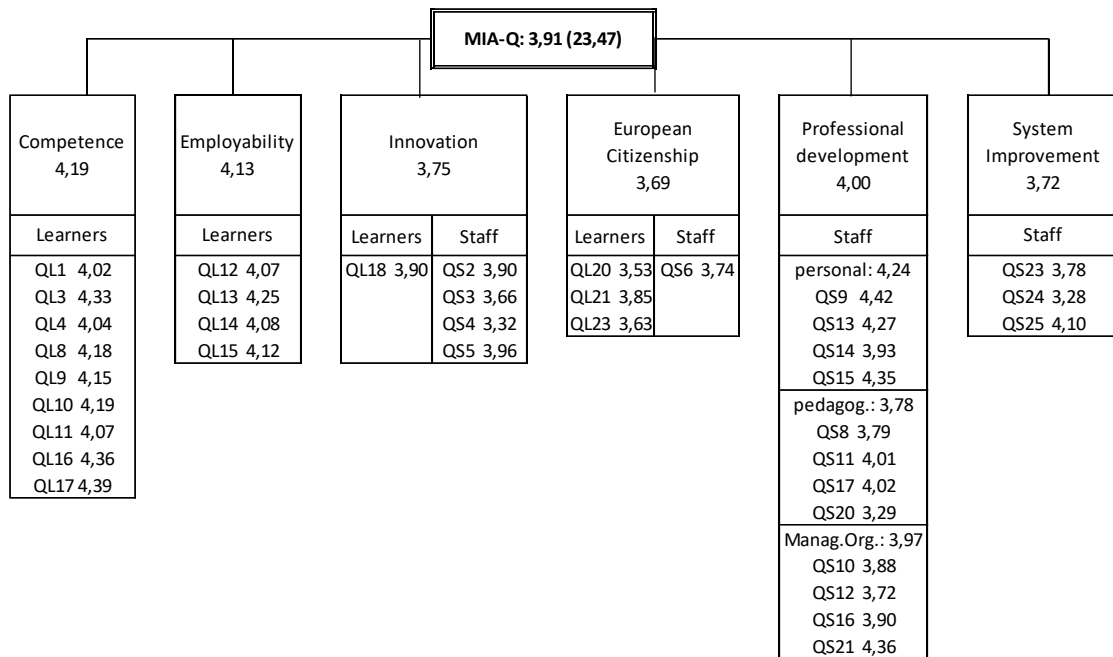 MIA-Q: 3,91 (23,47)
Competence
4,19
Learners
QL1 4,02
QL3 4,33
QL4 4,04
QL8 4,18
QL9 4,15
QL10 4,19
QL11 4,07
QL16 4,36
QL17 4,39
Employability
4,13
Learners
QL12 4,07
QL13 4,25
QL14 4,08
QL15 4,12
Innovation
3,75
Learners
QL18 3,90
Staff
QS2 3,90
QS3 3,66
QS4 3,32
QS5 3,96
European
Citizenship
3,69
Learners
QL20 3,53
QL21 3,85
QL23 3,63
Staff
QS6 3,74
Professional
development
4,00
Staff
personal: 4,24
QS9 4,42
QS13 4,27
QS14 3,93
QS15 4,35
pedagog.: 3,78
QS8 3,79
QS11 4,01
QS17 4,02
QS20 3,29
Manag.Org.: 3,97
QS10 3,88
QS12 3,72
QS16 3,90
QS21 4,36
System
Improvement
3,72
Staff
QS23 3,78
QS24 3,28
QS25 4,10